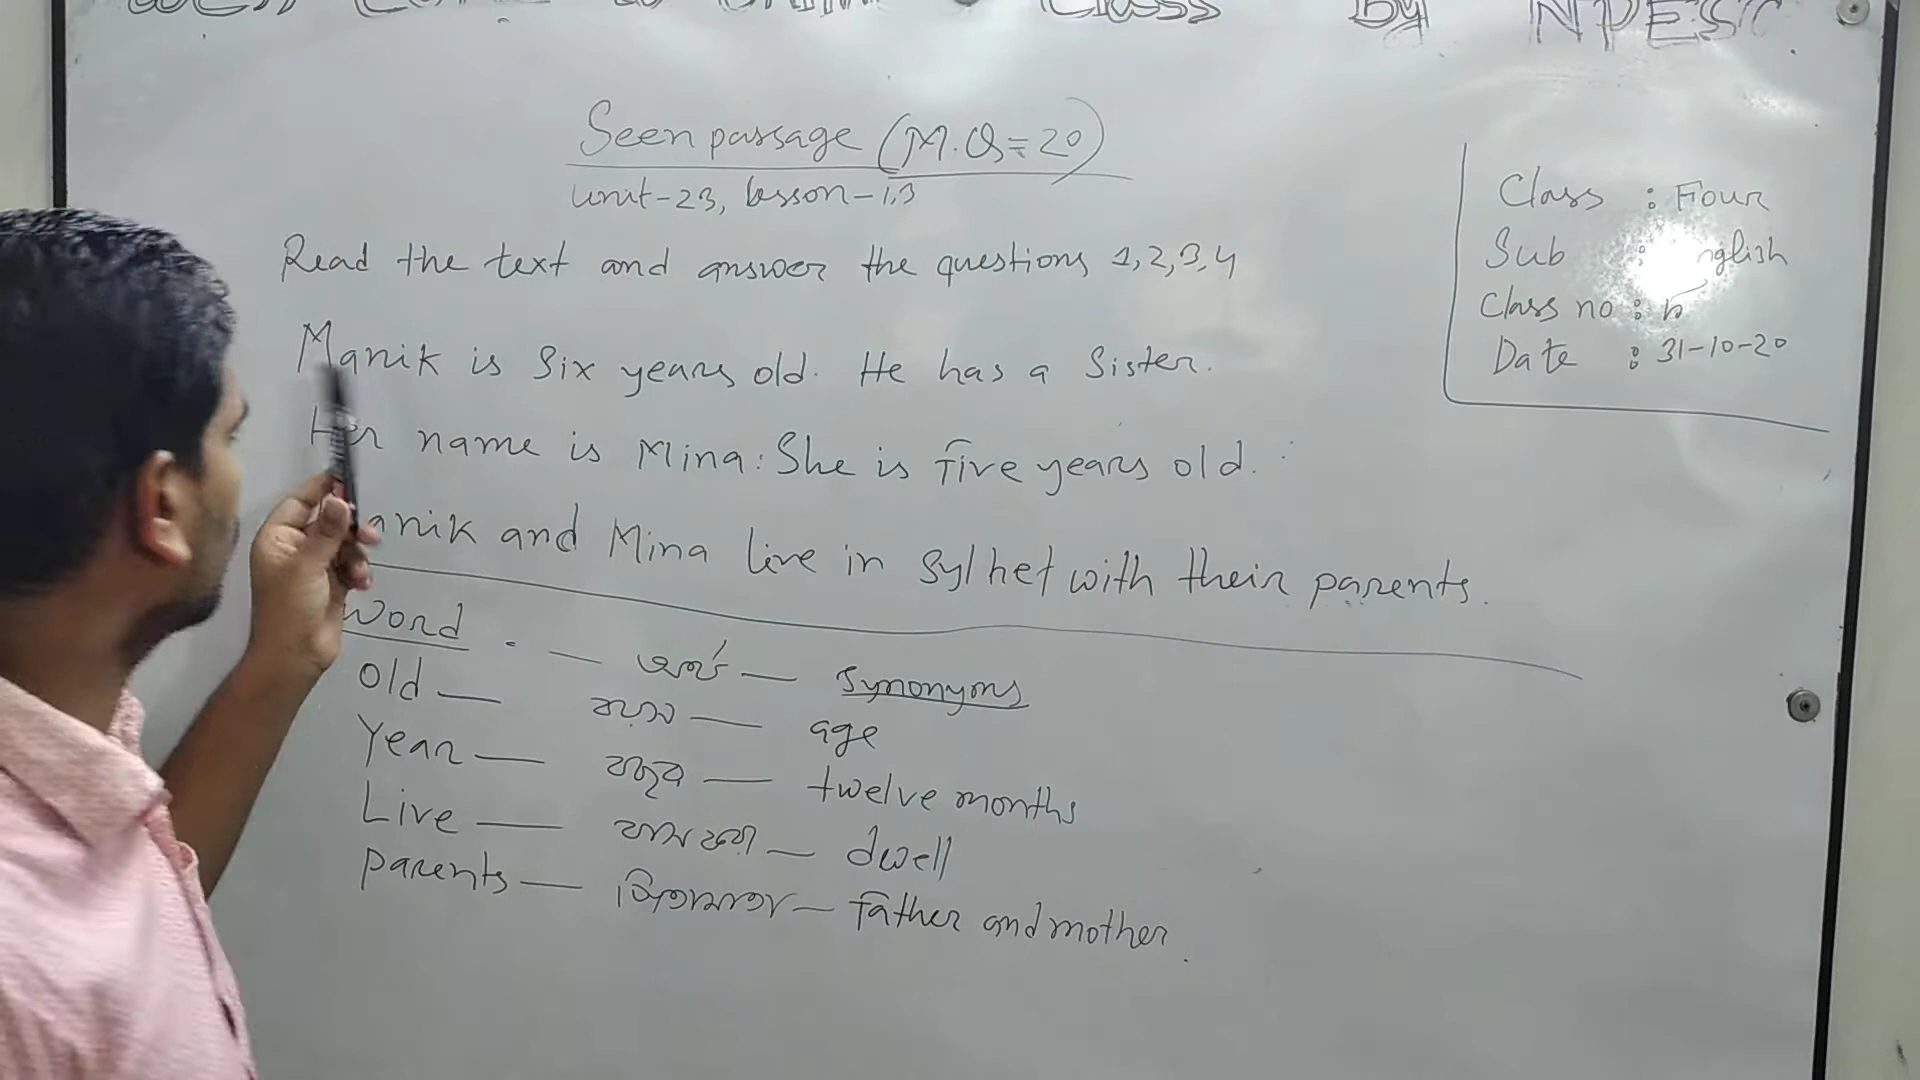 Class By NPESC
Seen passage (M.Q=20)
unit-23, lesson-1,3
Read the text and answer the questions 1,2,3,4
Manik is Six years old. He has a Sister.
Her name is Mina. She is Five years old.
Manik and Mina live in Sylhet with their parents.
Word — অর্থ — Synonyms
Old — বয়স — age
Year — বছর — twelve months
Live — বাস করা — dwell
Parents — পিতামাতা — Father and mother.
Class : Four
Sub : English
Class no :
Date : 31-10-20